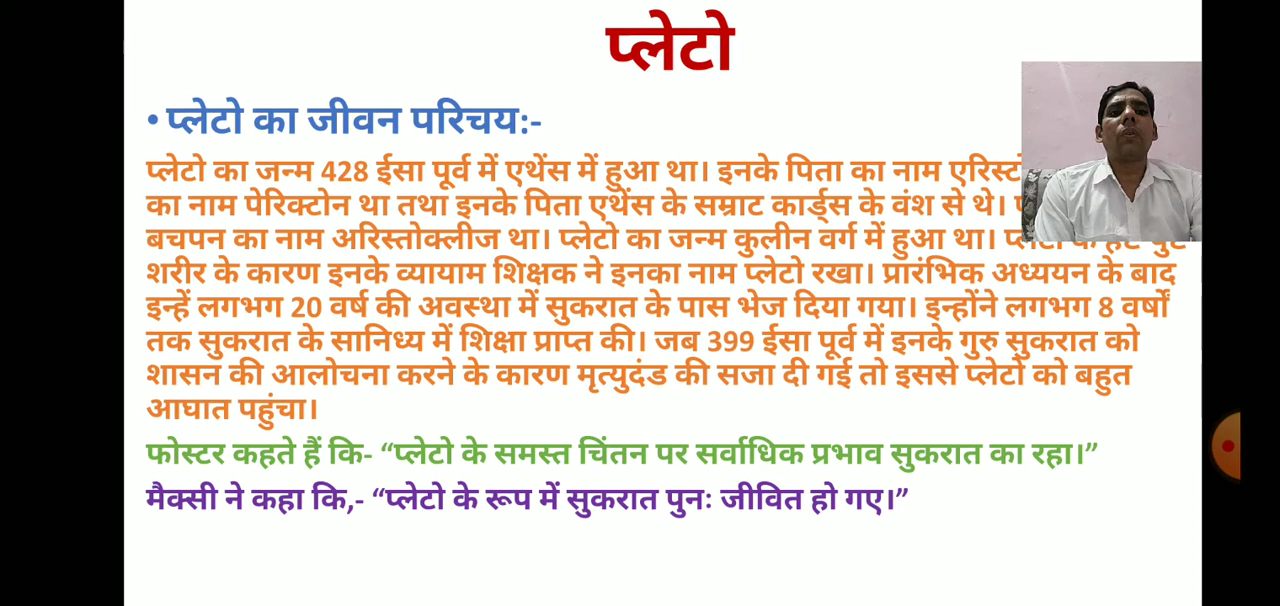 प्लेटो
• प्लेटो का जीवन परिचय:-
प्लेटो का जन्म 428 ईसा पूर्व में एथेंस में हुआ था। इनके पिता का नाम
का नाम पेरिक्टोन था तथा इनके पिता एथेंस के सम्राट कार्ड्स के वंश से थे।
बचपन का नाम अरिस्तोक्लीज था। प्लेटो का जन्म कुलीन वर्ग में हुआ था।
शरीर के कारण इनके व्यायाम शिक्षक ने इनका नाम प्लेटो रखा। प्रारंभिक अध्ययन के बाद
इन्हें लगभग 20 वर्ष की अवस्था में सुकरात के पास भेज दिया गया। इन्होंने लगभग 8 वर्षों
तक सुकरात के सानिध्य में शिक्षा प्राप्त की। जब 399 ईसा पूर्व में इनके गुरु सुकरात को
शासन की आलोचना करने के कारण मृत्युदंड की सजा दी गई तो इससे प्लेटो को बहुत
आघात पहुंचा।
फोस्टर कहते हैं कि- “प्लेटो के समस्त चिंतन पर सर्वाधिक प्रभाव सुकरात का रहा।”
मैक्सी ने कहा कि,- “प्लेटो के रूप में सुकरात पुनः जीवित हो गए।”